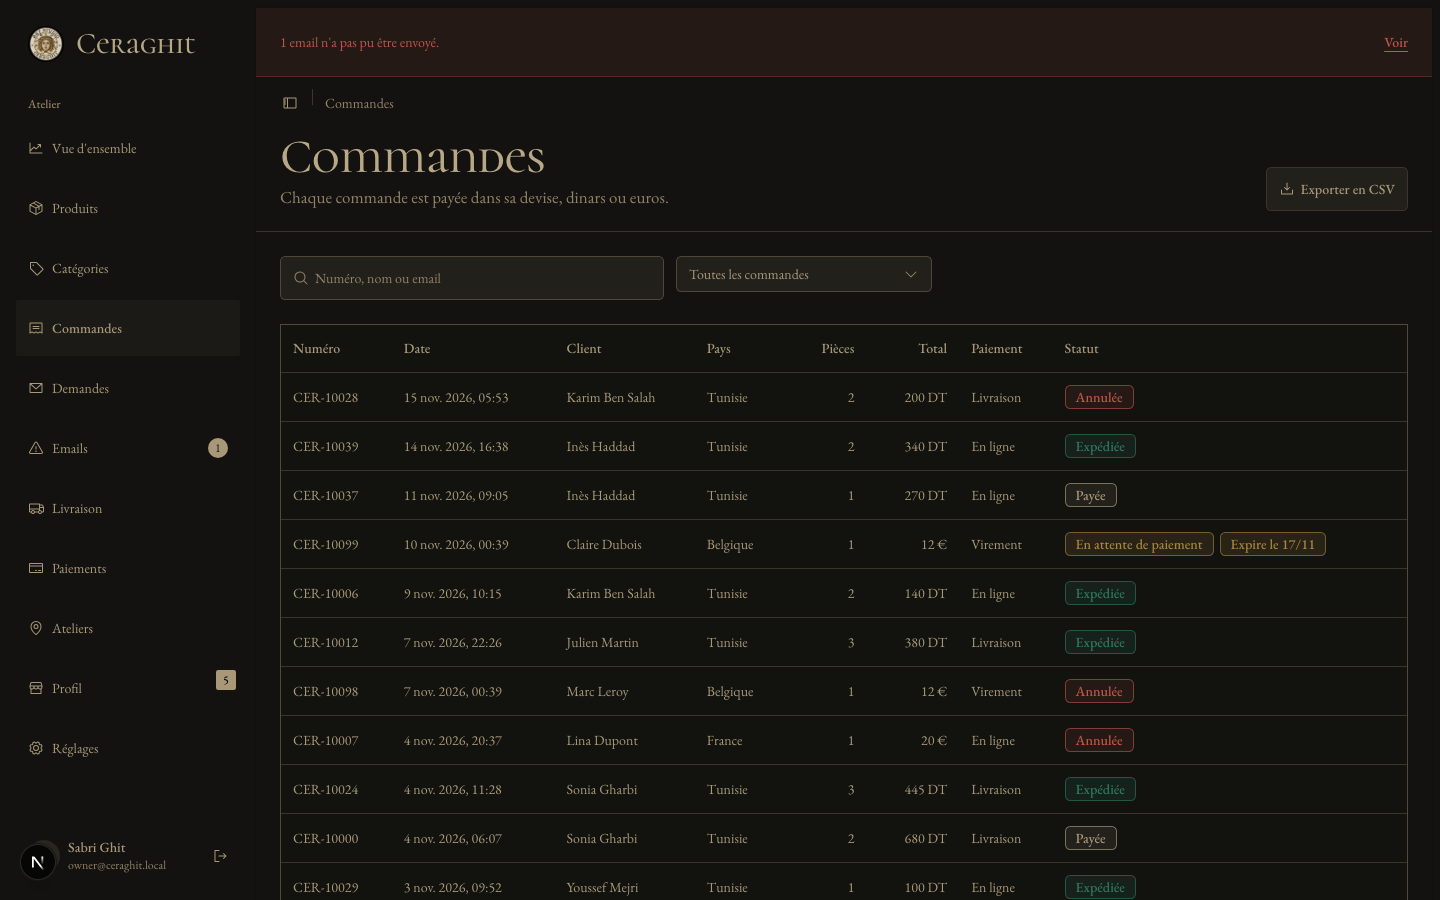 Ceraghit
Atelier
Vue d'ensemble
Produits
Catégories
Commandes
Demandes
Emails 1
Livraison
Paiements
Ateliers
Profil 5
Réglages
N
Sabri Ghit
owner@ceraghit.local
1 email n'a pas pu être envoyé. Voir
Commandes
Commandes
Chaque commande est payée dans sa devise, dinars ou euros.
Exporter en CSV
Numéro, nom ou email
Toutes les commandes
Numéro Date Client Pays Pièces Total Paiement Statut
CER-10028 15 nov. 2026, 05:53 Karim Ben Salah Tunisie 2 200 DT Livraison Annulée
CER-10039 14 nov. 2026, 16:38 Inès Haddad Tunisie 2 340 DT En ligne Expédiée
CER-10037 11 nov. 2026, 09:05 Inès Haddad Tunisie 1 270 DT En ligne Payée
CER-10099 10 nov. 2026, 00:39 Claire Dubois Belgique 1 12 € Virement En attente de paiement Expire le 17/11
CER-10006 9 nov. 2026, 10:15 Karim Ben Salah Tunisie 2 140 DT En ligne Expédiée
CER-10012 7 nov. 2026, 22:26 Julien Martin Tunisie 3 380 DT Livraison Expédiée
CER-10098 7 nov. 2026, 00:39 Marc Leroy Belgique 1 12 € Virement Annulée
CER-10007 4 nov. 2026, 20:37 Lina Dupont France 1 20 € En ligne Annulée
CER-10024 4 nov. 2026, 11:28 Sonia Gharbi Tunisie 3 445 DT Livraison Expédiée
CER-10000 4 nov. 2026, 06:07 Sonia Gharbi Tunisie 2 680 DT Livraison Payée
CER-10029 3 nov. 2026, 09:52 Youssef Mejri Tunisie 1 100 DT En ligne Expédiée